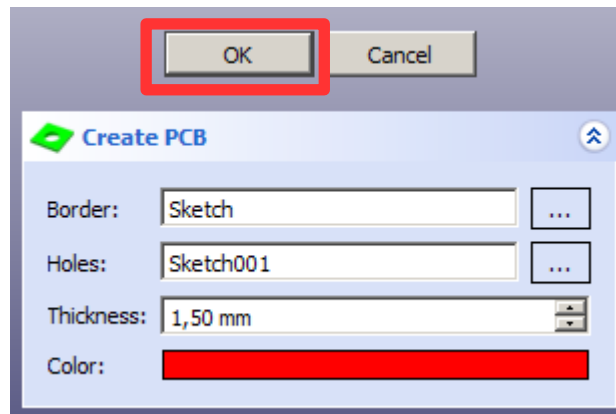 OK Cancel
Create PCB
Border: Sketch ...
Holes: Sketch001 ...
Thickness: 1,50 mm
Color: